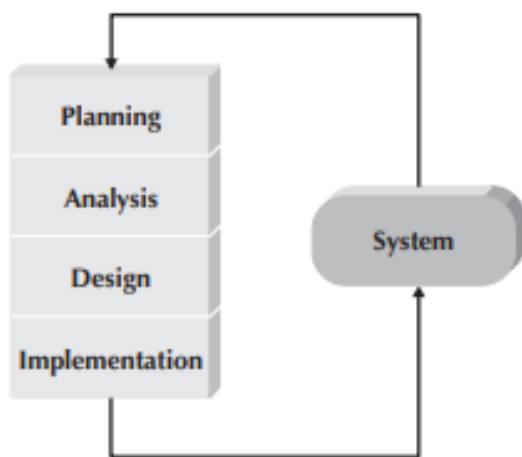 Planning
Analysis
Design
Implementation
System